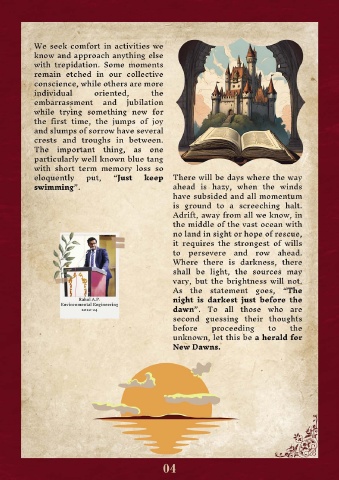 We seek comfort in activities we
know and approach anything else
with trepidation. Some moments
remain etched in our collective
conscience, while others are more
individual oriented, the
embarrassment and jubilation
while trying something new for
the first time, the jumps of joy
and slumps of sorrow have several
crests and troughs in between.
The important thing, as one
particularly well known blue tang
with short term memory loss so
eloquently put, “Just keep
swimming”.
Rahul A.P
Environmental Engineering
2020-24
There will be days where the way
ahead is hazy, when the winds
have subsided and all momentum
is ground to a screeching halt.
Adrift, away from all we know, in
the middle of the vast ocean with
no land in sight or hope of rescue,
it requires the strongest of wills
to persevere and row ahead.
Where there is darkness, there
shall be light, the sources may
vary, but the brightness will not.
As the statement goes, “The
night is darkest just before the
dawn”. To all those who are
second guessing their thoughts
before proceeding to the
unknown, let this be a herald for
New Dawns.
04